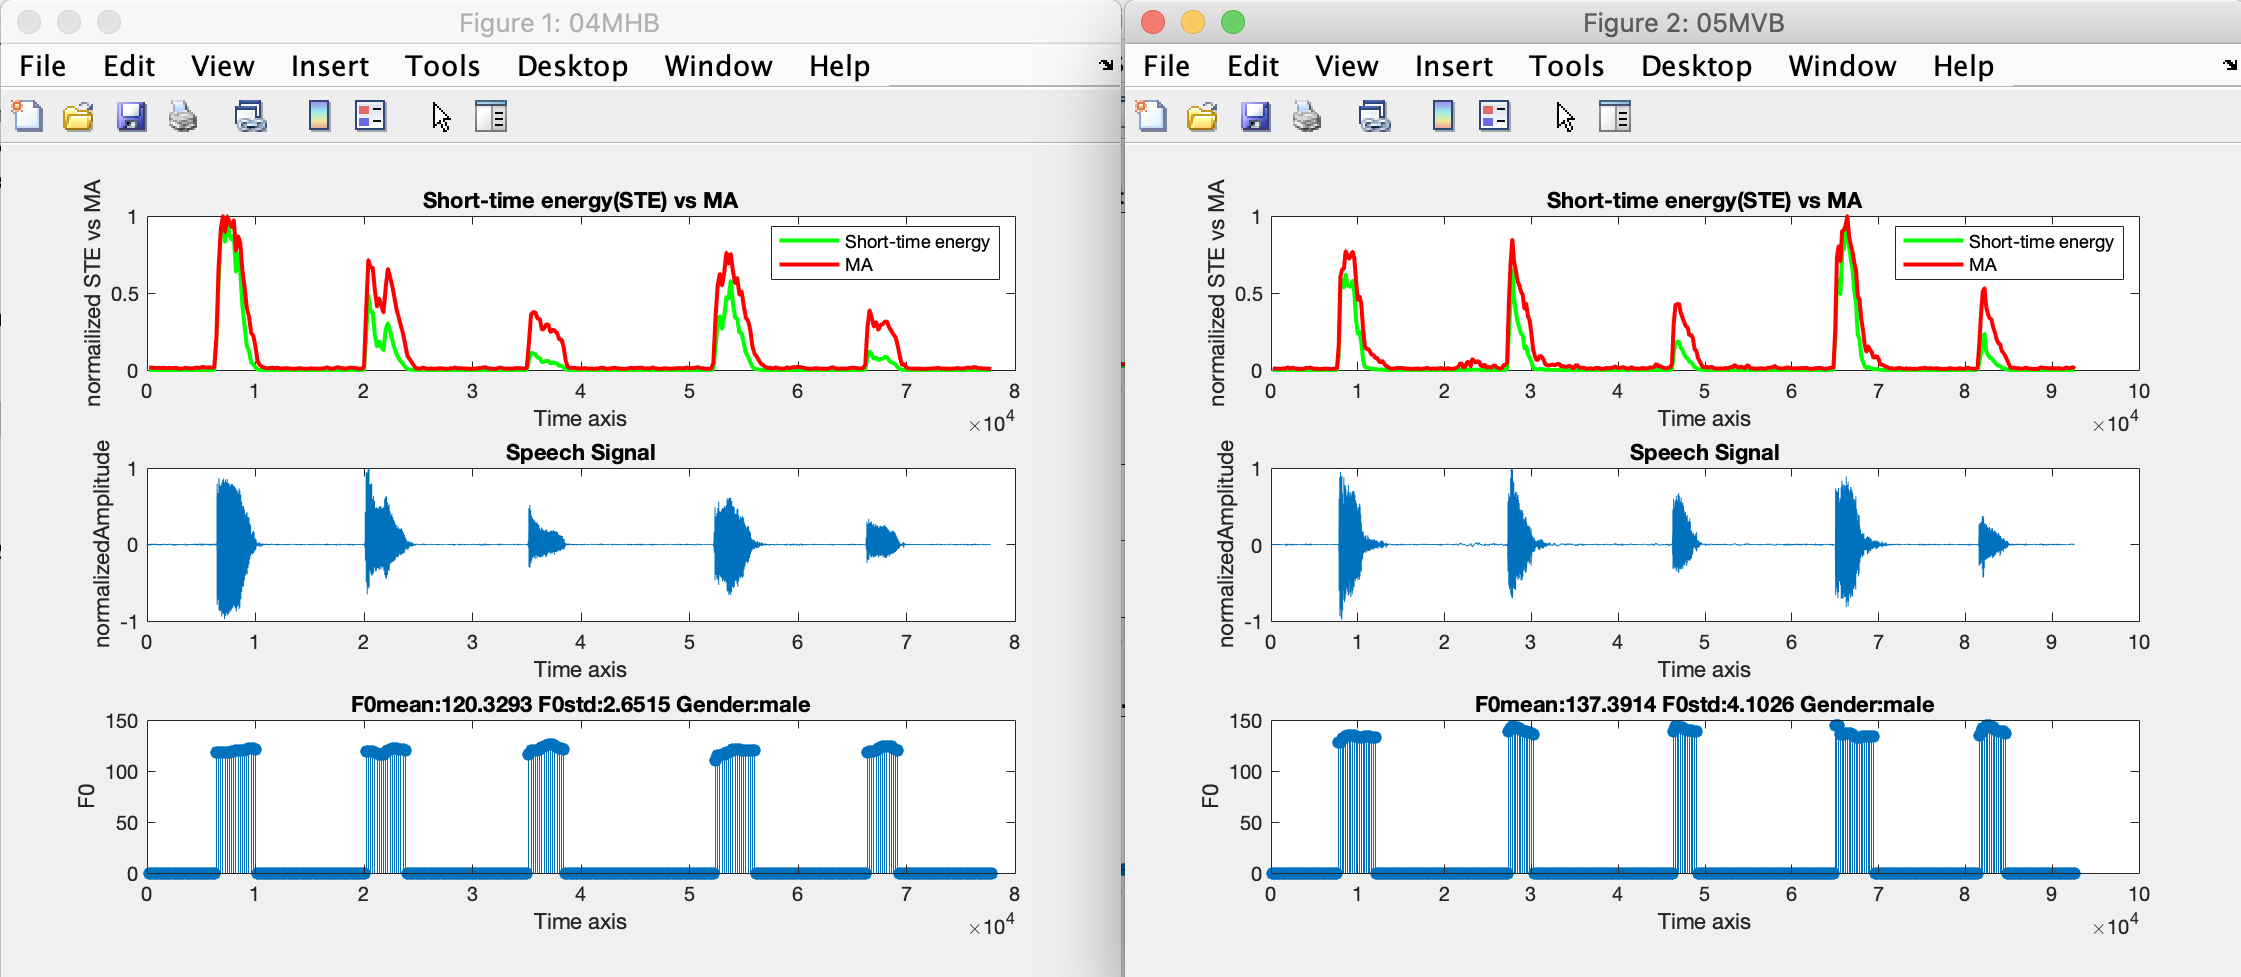 Figure 1: 04MHB
File Edit View Insert Tools Desktop Window Help
Short-time energy(STE) vs MA
normailized STE vs MA
1
0.5
0
Short-time energy
MA
0 1 2 3 4 5 6 7 8
Time axis
×10^4
Speech Signal
normalizedAmplitude
1
0
-1
0 1 2 3 4 5 6 7 8
Time axis
F0mean:120.3293 F0std:2.6515 Gender:male
F0
150
100
50
0
0 1 2 3 4 5 6 7 8
Time axis
×10^4
Figure 2: 05MVB
File Edit View Insert Tools Desktop Window Help
Short-time energy(STE) vs MA
normailized STE vs MA
1
0.5
0
Short-time energy
MA
0 1 2 3 4 5 6 7 8 9 10
Time axis
×10^4
Speech Signal
normalizedAmplitude
1
0
-1
0 1 2 3 4 5 6 7 8 9 10
Time axis
F0mean:137.3914 F0std:4.1026 Gender:male
F0
150
100
50
0
0 1 2 3 4 5 6 7 8 9 10
Time axis
×10^4